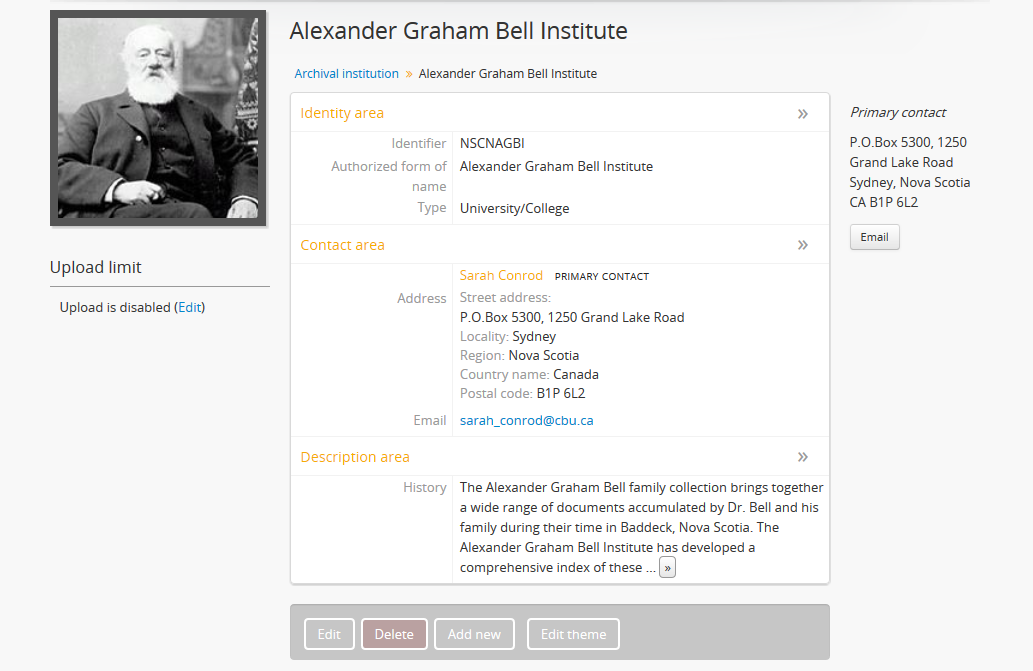 Alexander Graham Bell Institute
Archival institution » Alexander Graham Bell Institute
Upload limit
Upload is disabled (Edit)
Identity area »
Identifier NSCNAGBI
Authorized form of name Alexander Graham Bell Institute
Type University/College
Contact area »
Sarah Conrod PRIMARY CONTACT
Address Street address:
P.O.Box 5300, 1250 Grand Lake Road
Locality: Sydney
Region: Nova Scotia
Country name: Canada
Postal code: B1P 6L2
Email sarah_conrod@cbu.ca
Description area »
History The Alexander Graham Bell family collection brings together
a wide range of documents accumulated by Dr. Bell and his
family during their time in Baddeck, Nova Scotia. The
Alexander Graham Bell Institute has developed a
comprehensive index of these ... »
Edit Delete Add new Edit theme
Primary contact
P.O.Box 5300, 1250
Grand Lake Road
Sydney, Nova Scotia
CA B1P 6L2
Email